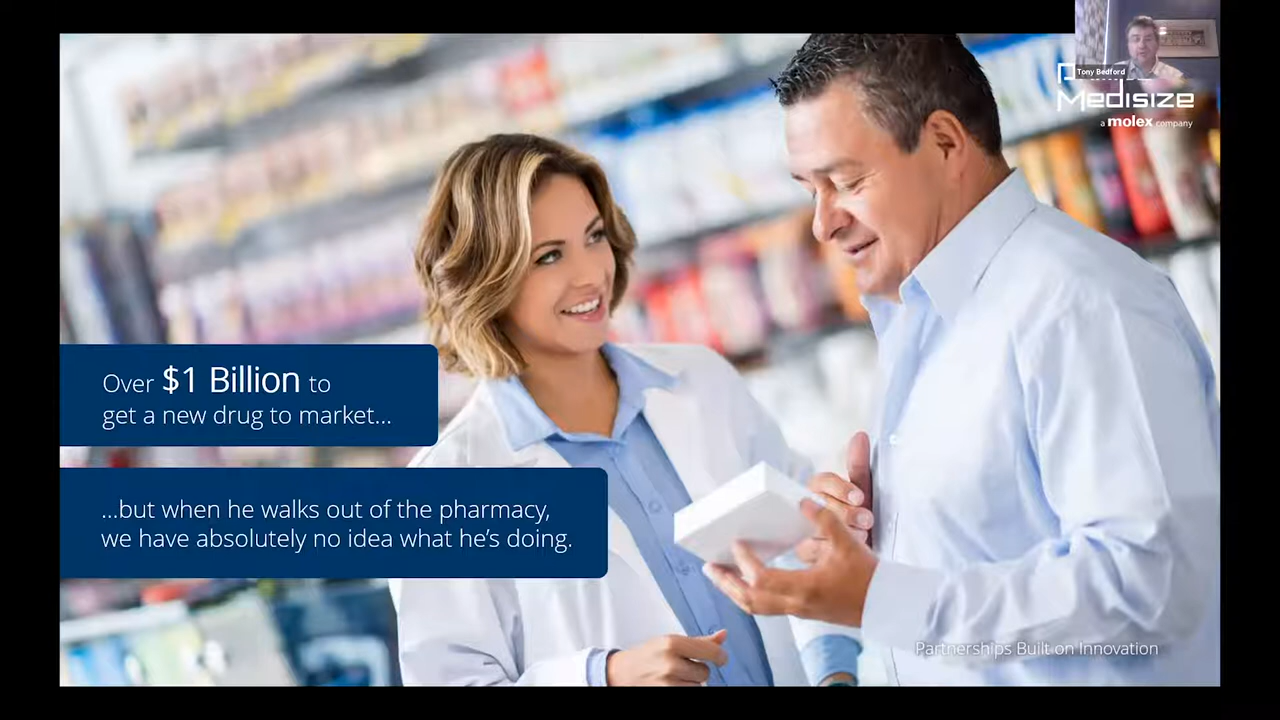 Tony Bedford
Medisize
a molex company
Over $1 Billion to
get a new drug to market...
...but when he walks out of the pharmacy,
we have absolutely no idea what he's doing.
Partnerships Built on Innovation